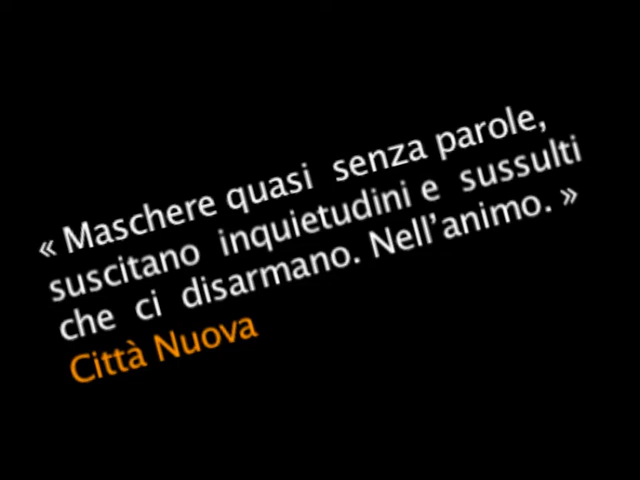 « Maschere quasi senza parole,
suscitano inquietudini e sussulti
che ci disarmano. Nell’animo. »
Città Nuova